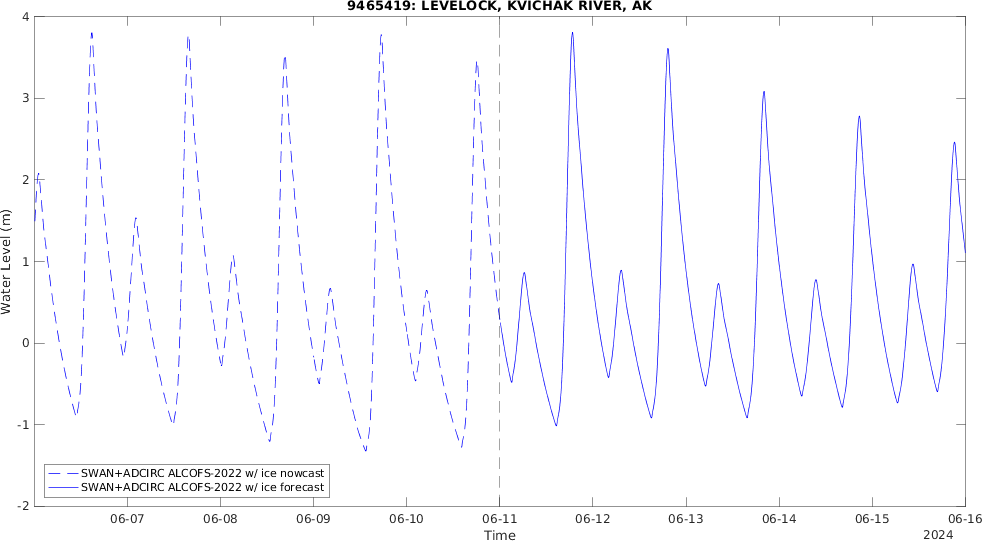 9465419: LEVELOCK, KVICHAK RIVER, AK
4
3
2
1
0
-1
-2
Water Level (m)
SWAN+ADCIRC ALCOFS-2022 w/ ice nowcast
SWAN+ADCIRC ALCOFS-2022 w/ ice forecast
06-07 06-08 06-09 06-10 06-11 06-12 06-13 06-14 06-15 06-16
Time
2024